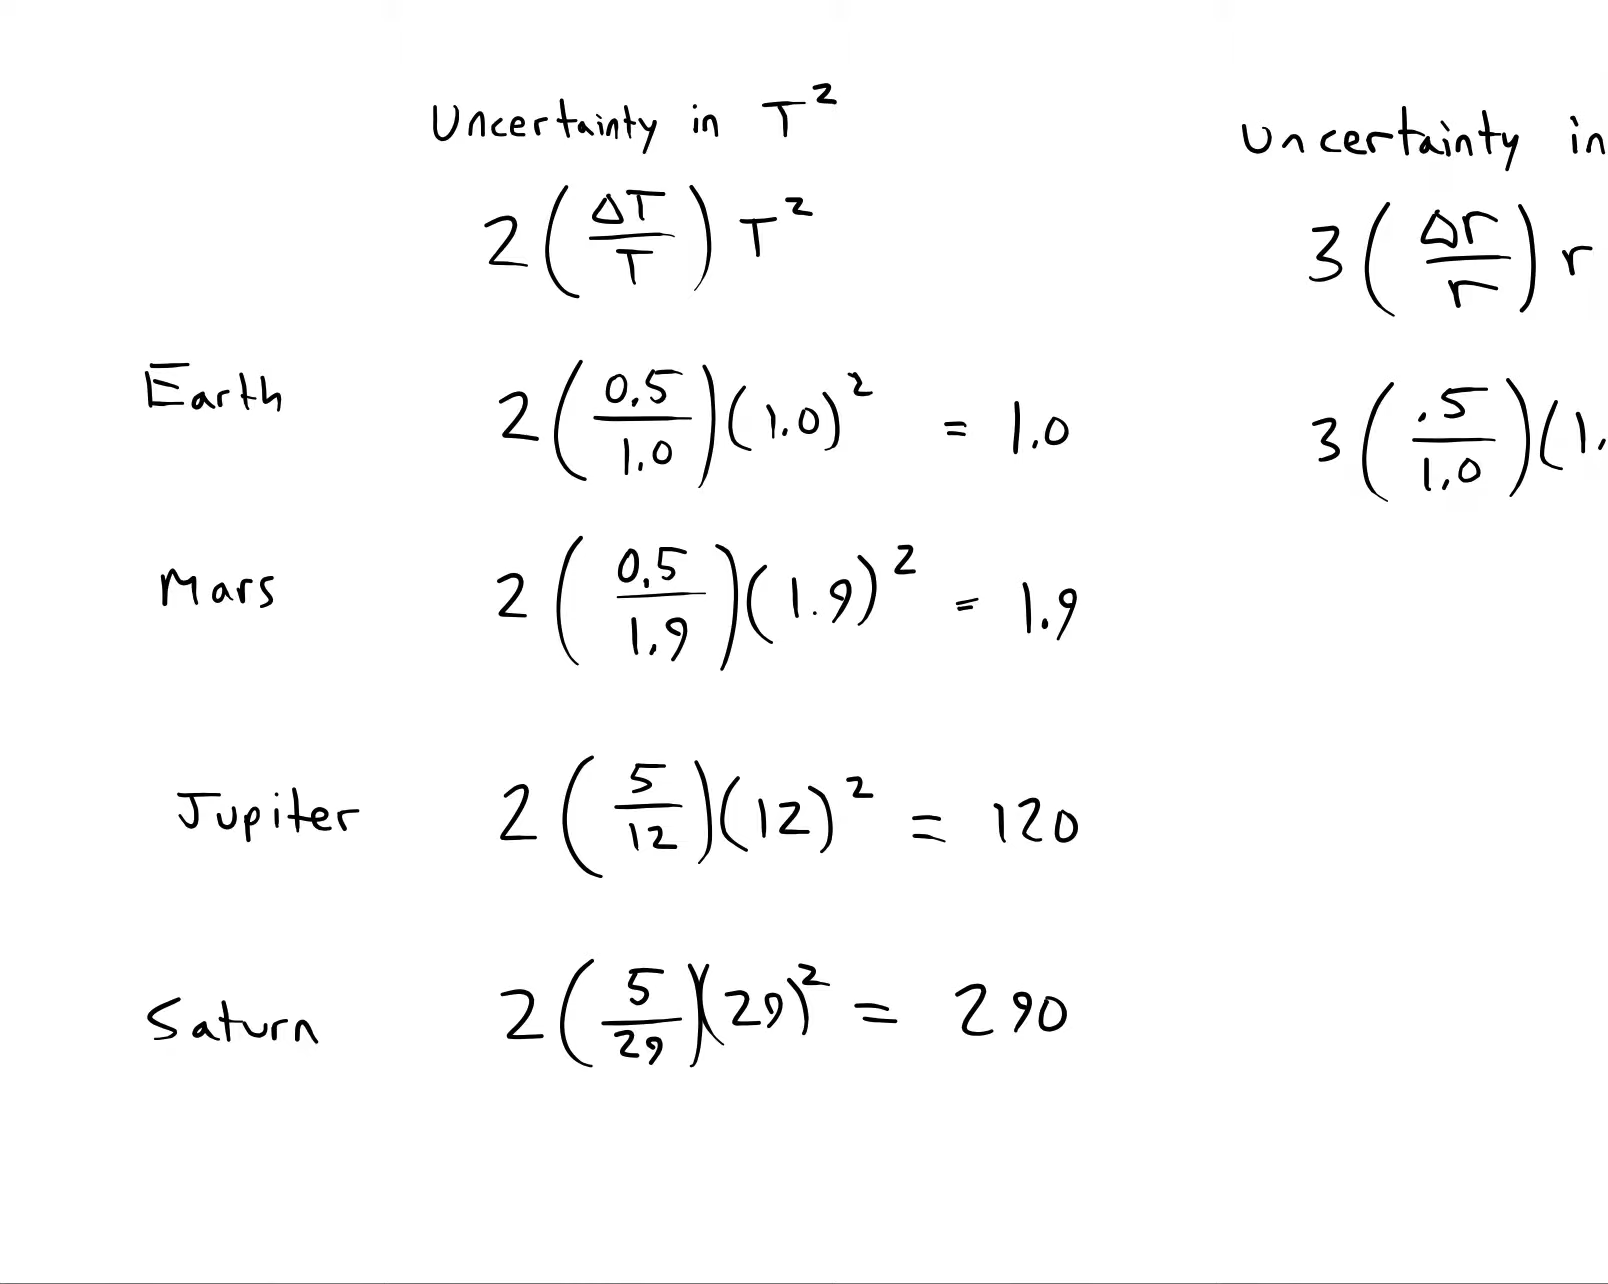 Uncertainty in T²
2(ΔT/T)T²
Earth 2(0.5/1.0)(1.0)² = 1.0
Mars 2(0.5/1.9)(1.9)² = 1.9
Jupiter 2(5/12)(12)² = 120
Saturn 2(5/29)(29)² = 290
Uncertainty in
3(Δr/r)r
3(.5/1.0)(1.